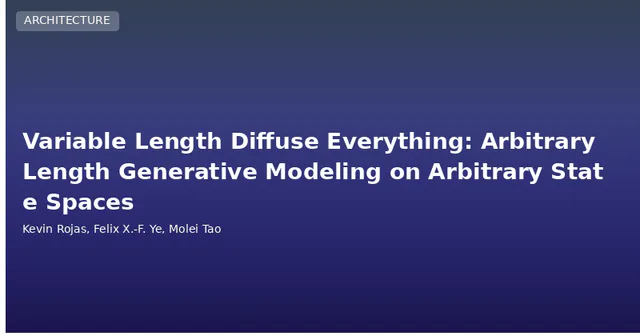 ARCHITECTURE
Variable Length Diffuse Everything: Arbitrary
Length Generative Modeling on Arbitrary Stat
e Spaces
Kevin Rojas, Felix X.-F. Ye, Molei Tao